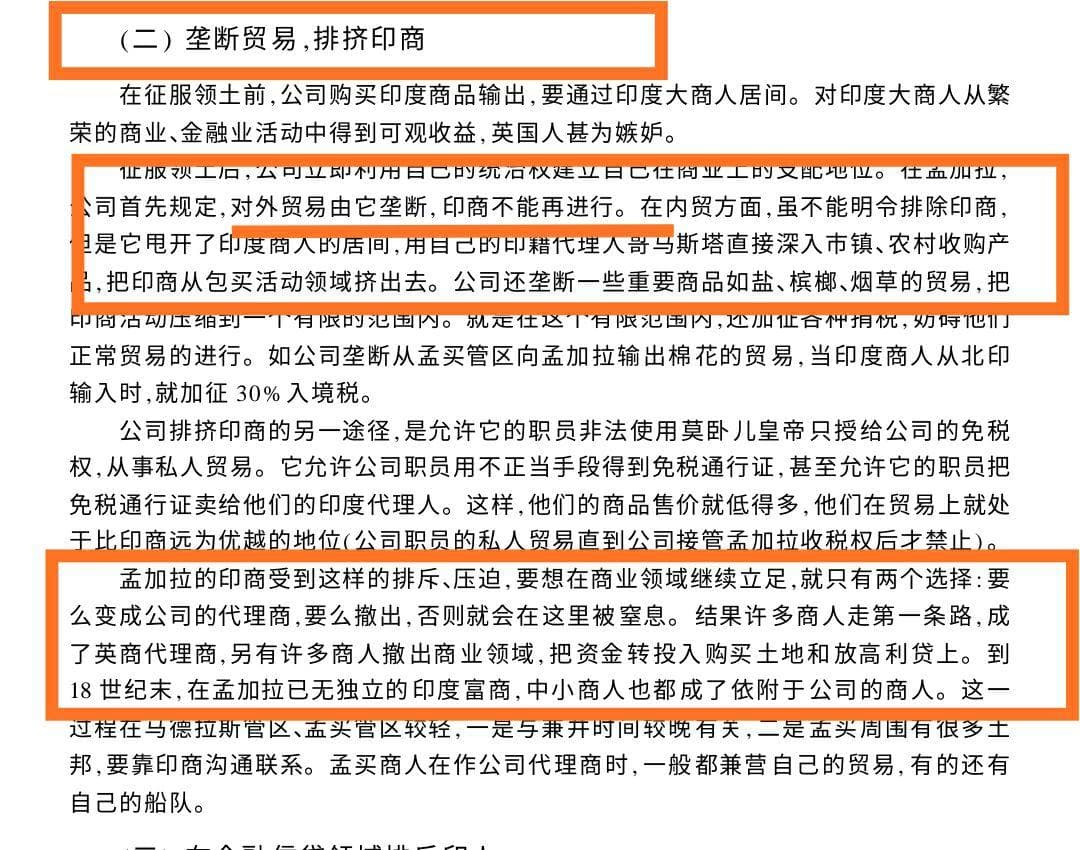 (二) 垄断贸易,排挤印商
在征服领土前,公司购买印度商品输出,要通过印度大商人居间。对印度大商人从繁
荣的商业、金融业活动中得到可观收益,英国人甚为嫉妒。
征服领土后,公司立即利用自己的统治权建立自己在商业上的支配地位。在孟加拉,
公司首先规定,对外贸易由它垄断,印商不能再进行。在内贸方面,虽不能明令排除印商,
但是它甩开了印度商人的居间,用自己的印籍代理人哥马斯塔直接深入市镇、农村收购产
品,把印商从包买活动领域挤出去。公司还垄断一些重要商品如盐、槟榔、烟草的贸易,把
印商活动压缩到一个有限的范围内。就是在这个有限范围内,还加征各种捐税,妨碍他们
正常贸易的进行。如公司垄断从孟买管区向孟加拉输出棉花的贸易,当印度商人从北印
输入时,就加征 30% 入境税。
公司排挤印商的另一途径,是允许它的职员非法使用莫卧儿皇帝只授给公司的免税
权,从事私人贸易。它允许公司职员用不正当手段得到免税通行证,甚至允许它的职员把
免税通行证卖给他们的印度代理人。这样,他们的商品售价就低得多,他们在贸易上就处
于比印商远为优越的地位(公司职员的私人贸易直到公司接管孟加拉收税权后才禁止)。
孟加拉的印商受到这样的排斥、压迫,要想在商业领域继续立足,就只有两个选择:要
么变成公司的代理商,要么撤出,否则就会在这里被窒息。结果许多商人走第一条路,成
了英商代理商,另有许多商人撤出商业领域,把资金转投入购买土地和放高利贷上。到
18 世纪末,在孟加拉已无独立的印度富商,中小商人也都成了依附于公司的商人。这一
过程在马德拉斯管区、孟买管区较轻,一是与兼并时间较晚有关,二是孟买周围有很多土
邦,要靠印商沟通联系。孟买商人在作公司代理商时,一般都兼营自己的贸易,有的还有
自己的船队。